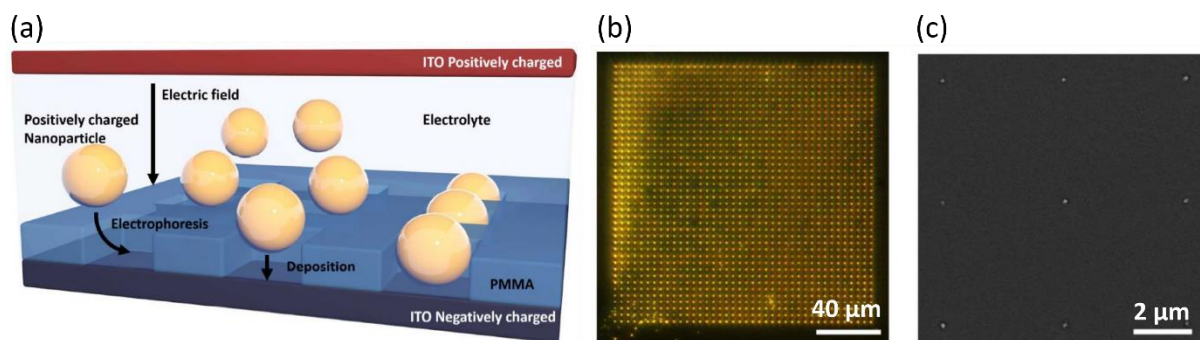 (a)
ITO Positively charged
Electric field
Positively charged
Nanoparticle
Electrolyte
Electrophoresis
Deposition
PMMA
ITO Negatively charged
(b)
40 µm
(c)
2 µm